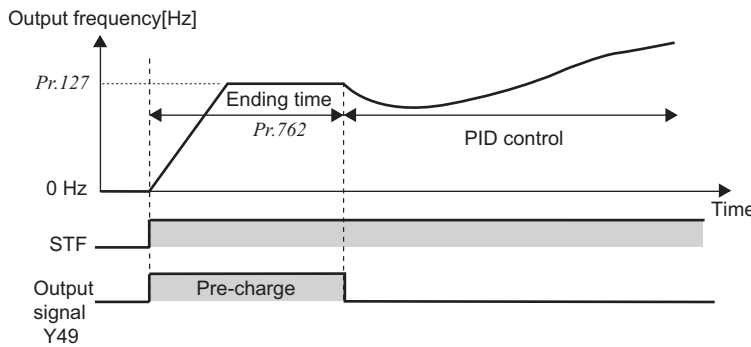 Output frequency[Hz]
Pr.127
Ending time
Pr.762
PID control
0 Hz
Time
STF
Output
signal
Y49
Pre-charge